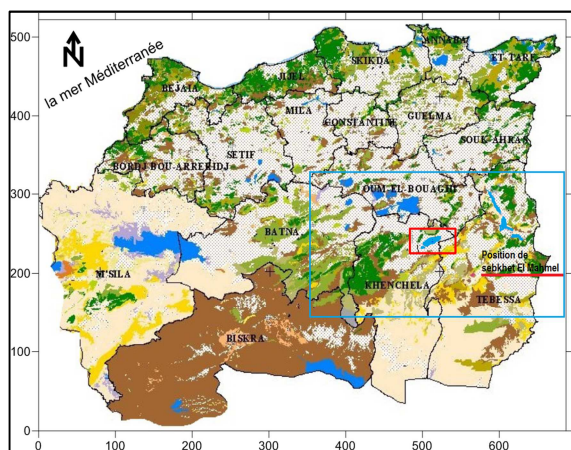 500
400
300
200
100
0
0
100
200
300
400
500
600
N
la mer Méditerranée
ANNABA
SKIKDA
ET-TARF
JIJEL
BEJAIA
MILA
GUELMA
CONSTANTINE
SOUK-AHRAS
SETIF
BORDJ-BOU-ARRERIDJ
OUM-EL-BOUAGHI
BATNA
Position de
sebkhet El Mahmel
M'SILA
KHENCHELA
TEBESSA
BISKRA